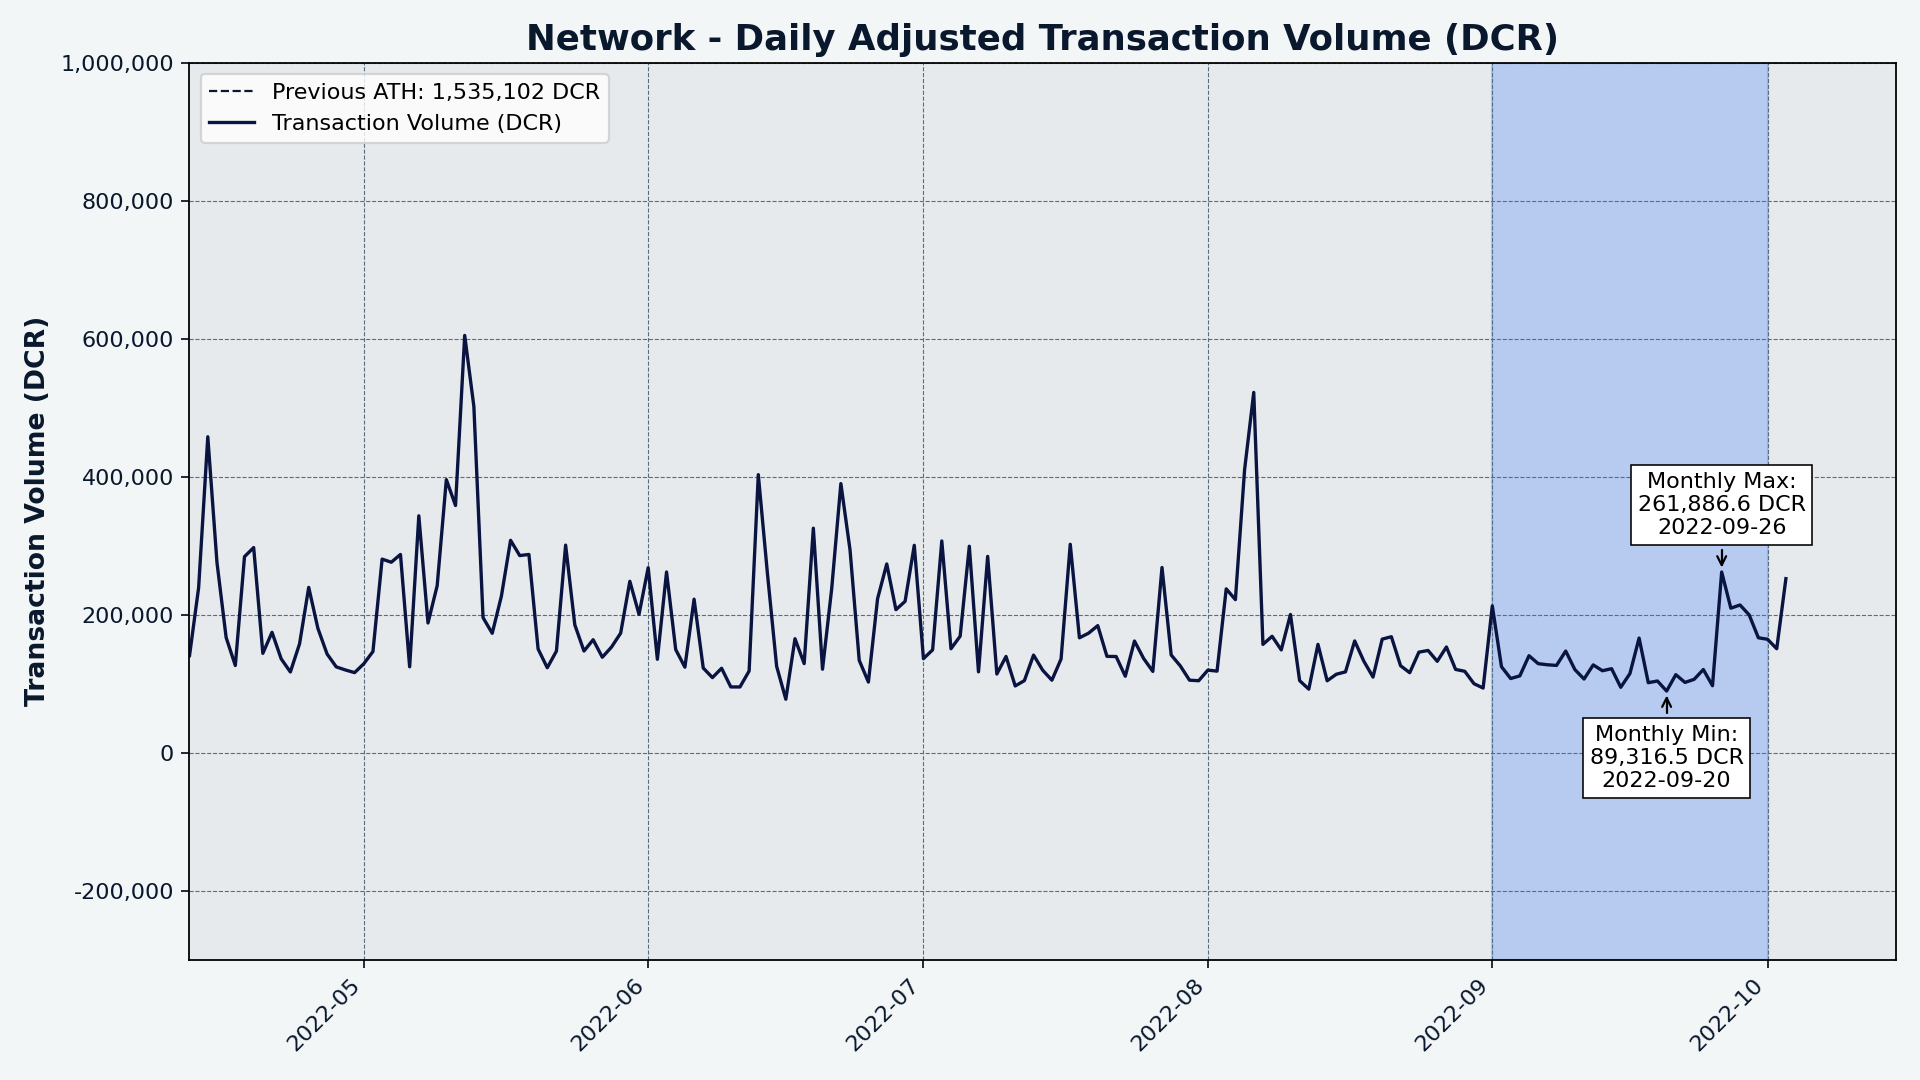 Network - Daily Adjusted Transaction Volume (DCR)
Previous ATH: 1,535,102 DCR
Transaction Volume (DCR)
Transaction Volume (DCR)
1,000,000
800,000
600,000
400,000
200,000
0
-200,000
Monthly Max:
261,886.6 DCR
2022-09-26
Monthly Min:
89,316.5 DCR
2022-09-20
2022-05
2022-06
2022-07
2022-08
2022-09
2022-10